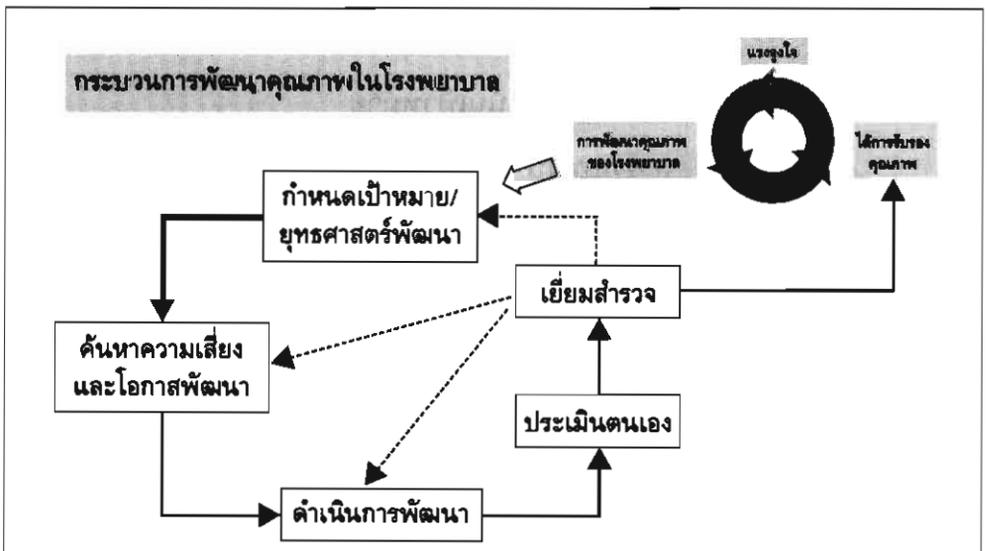 กระบวนการพัฒนาคุณภาพในโรงพยาบาล
แรงจูงใจ
การพัฒนาคุณภาพ
ของโรงพยาบาล
ได้การรับรอง
คุณภาพ
กำหนดเป้าหมาย/
ยุทธศาสตร์พัฒนา
เยี่ยมสำรวจ
ค้นหาความเสี่ยง
และโอกาสพัฒนา
ประเมินตนเอง
ดำเนินการพัฒนา